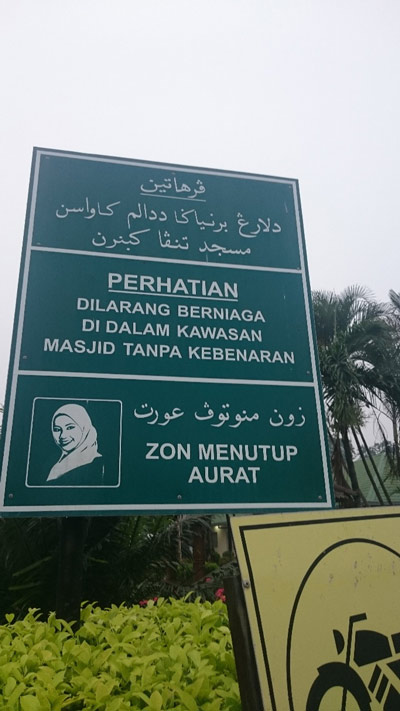 ڤرهاتين
دلارڠ برنياݢا ددالم كاواسن
مسجد تنڤا كبنرن
PERHATIAN
DILARANG BERNIAGA
DI DALAM KAWASAN
MASJID TANPA KEBENARAN
زون منوتوڤ عورت
ZON MENUTUP
AURAT